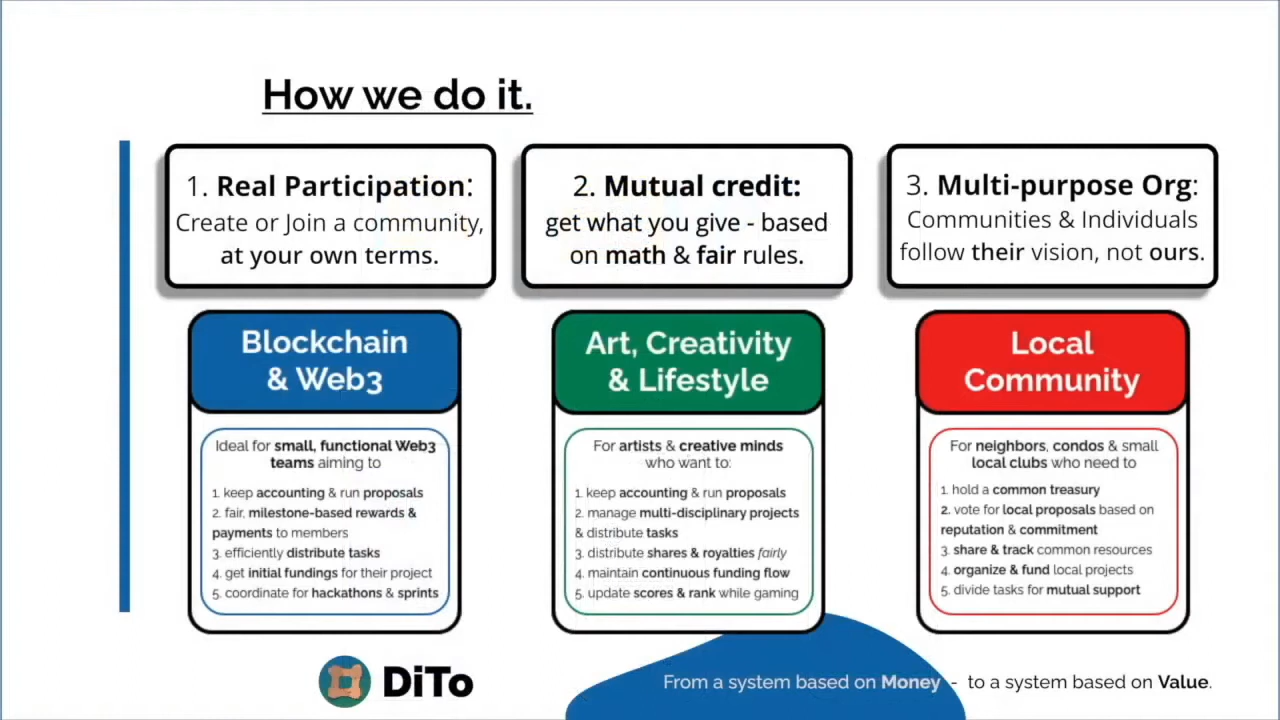 How we do it.
1. Real Participation:
Create or Join a community,
at your own terms.
2. Mutual credit:
get what you give - based
on math & fair rules.
3. Multi-purpose Org:
Communities & Individuals
follow their vision, not ours.
Blockchain
& Web3
Ideal for small, functional Web3
teams aiming to
1. keep accounting & run proposals
2. fair, milestone-based rewards &
payments to members
3. efficiently distribute tasks
4. get initial fundings for their project
5. coordinate for hackathons & sprints
Art, Creativity
& Lifestyle
For artists & creative minds
who want to:
1. keep accounting & run proposals
2. manage multi-disciplinary projects
& distribute tasks
3. distribute shares & royalties fairly
4. maintain continuous funding flow
5. update scores & rank while gaming
Local
Community
For neighbors, condos & small
local clubs who need to
1. hold a common treasury
2. vote for local proposals based on
reputation & commitment
3. share & track common resources
4. organize & fund local projects
5. divide tasks for mutual support
DiTo
From a system based on Money - to a system based on Value.